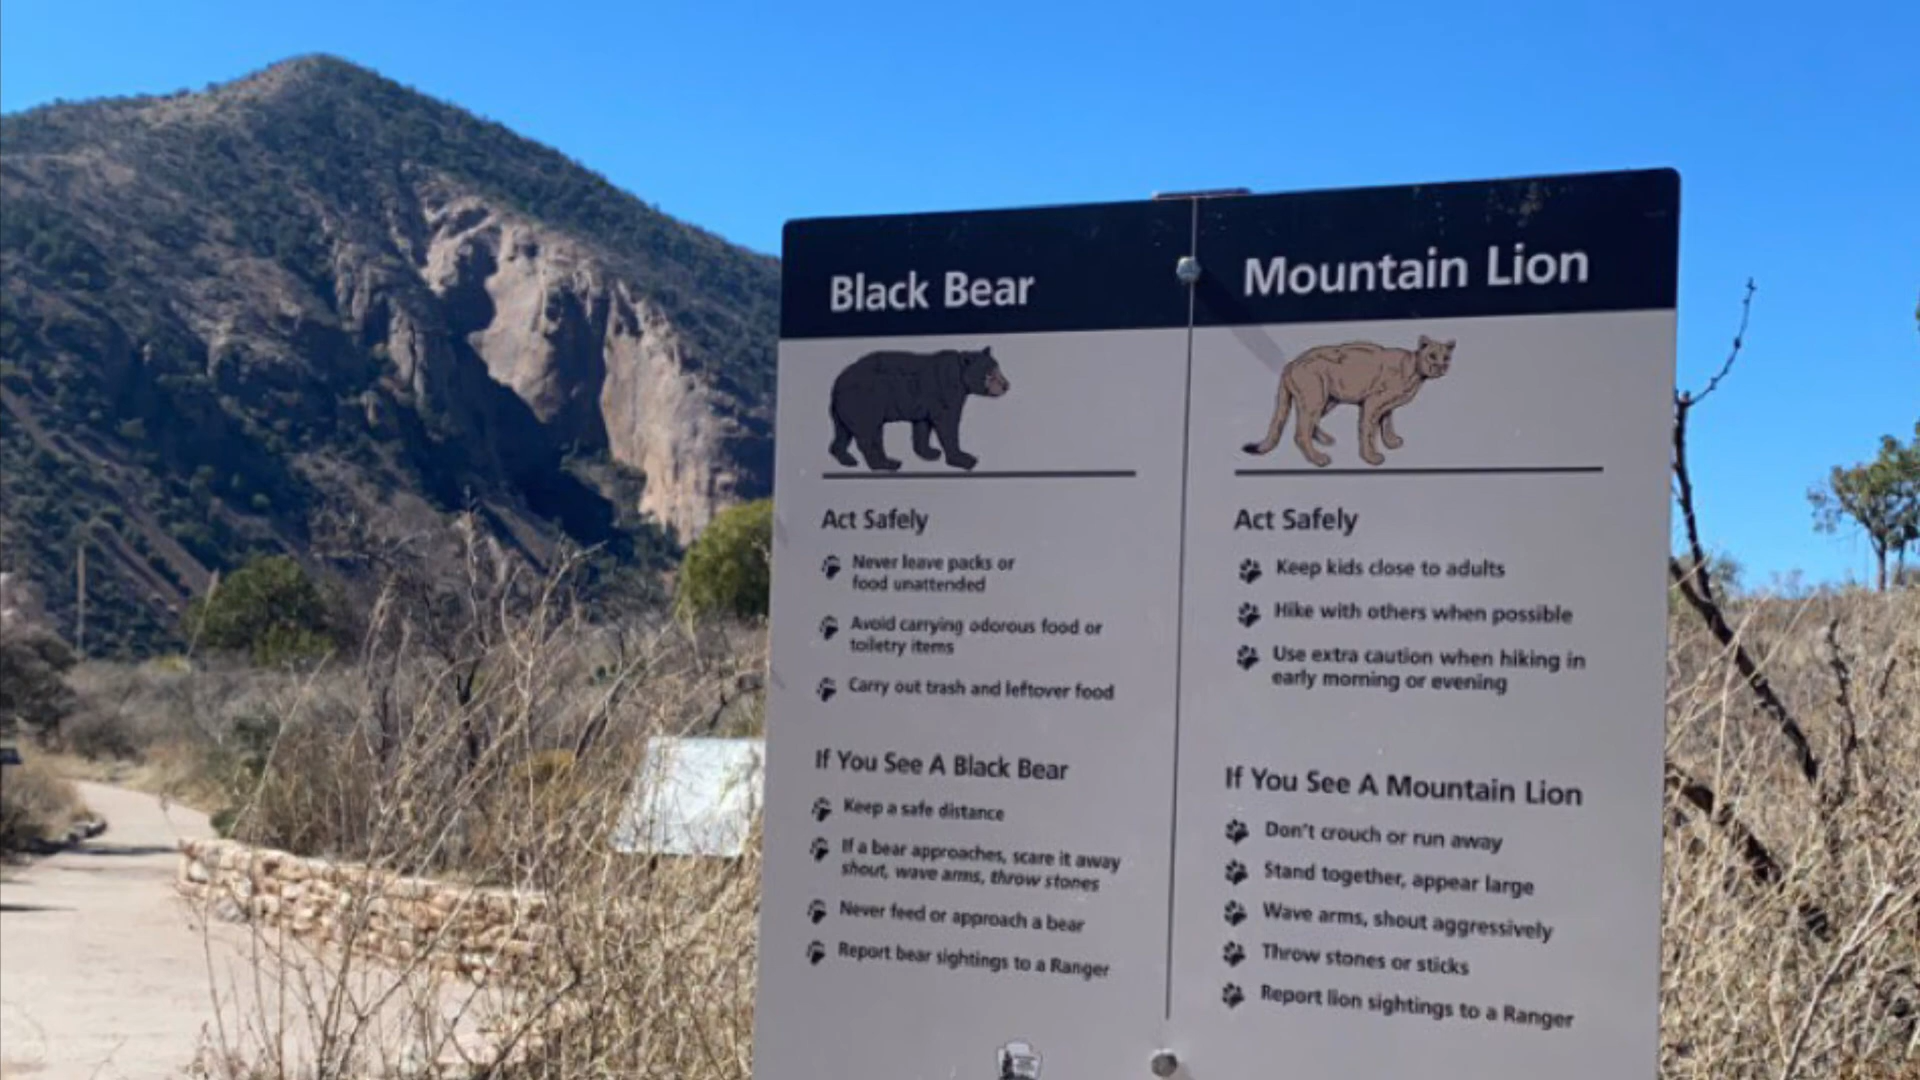 Black Bear
Act Safely
Never leave packs or
food unattended
Avoid carrying odorous food or
toiletry items
Carry out trash and leftover food
If You See A Black Bear
Keep a safe distance
If a bear approaches, scare it away
shout, wave arms, throw stones
Never feed or approach a bear
Report bear sightings to a Ranger
Mountain Lion
Act Safely
Keep kids close to adults
Hike with others when possible
Use extra caution when hiking in
early morning or evening
If You See A Mountain Lion
Don't crouch or run away
Stand together, appear large
Wave arms, shout aggressively
Throw stones or sticks
Report lion sightings to a Ranger